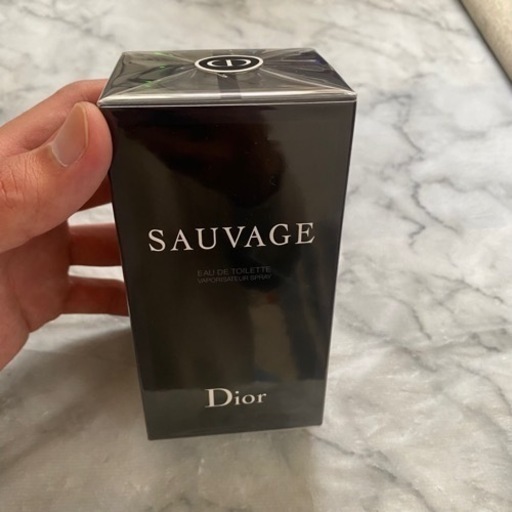 SAUVAGE
EAU DE TOILETTE
VAPORISATEUR SPRAY
Dior